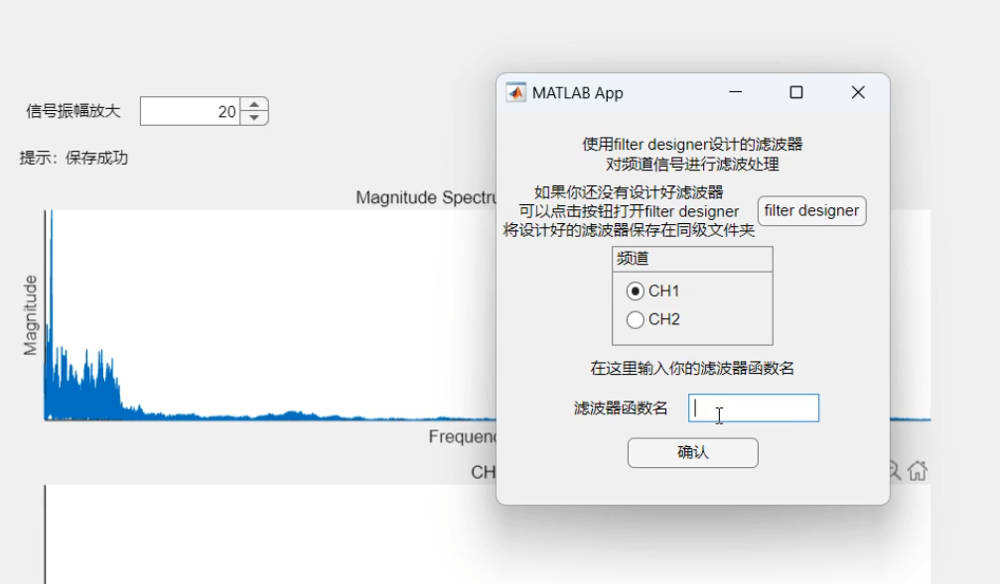 信号振幅放大
20
提示：保存成功
Magnitude Spectru
Magnitude
Frequenc
CH
MATLAB App
使用filter designer设计的滤波器
对频道信号进行滤波处理
如果你还没有设计好滤波器
可以点击按钮打开filter designer
将设计好的滤波器保存在同级文件夹
filter designer
频道
CH1
CH2
在这里输入你的滤波器函数名
滤波器函数名
确认